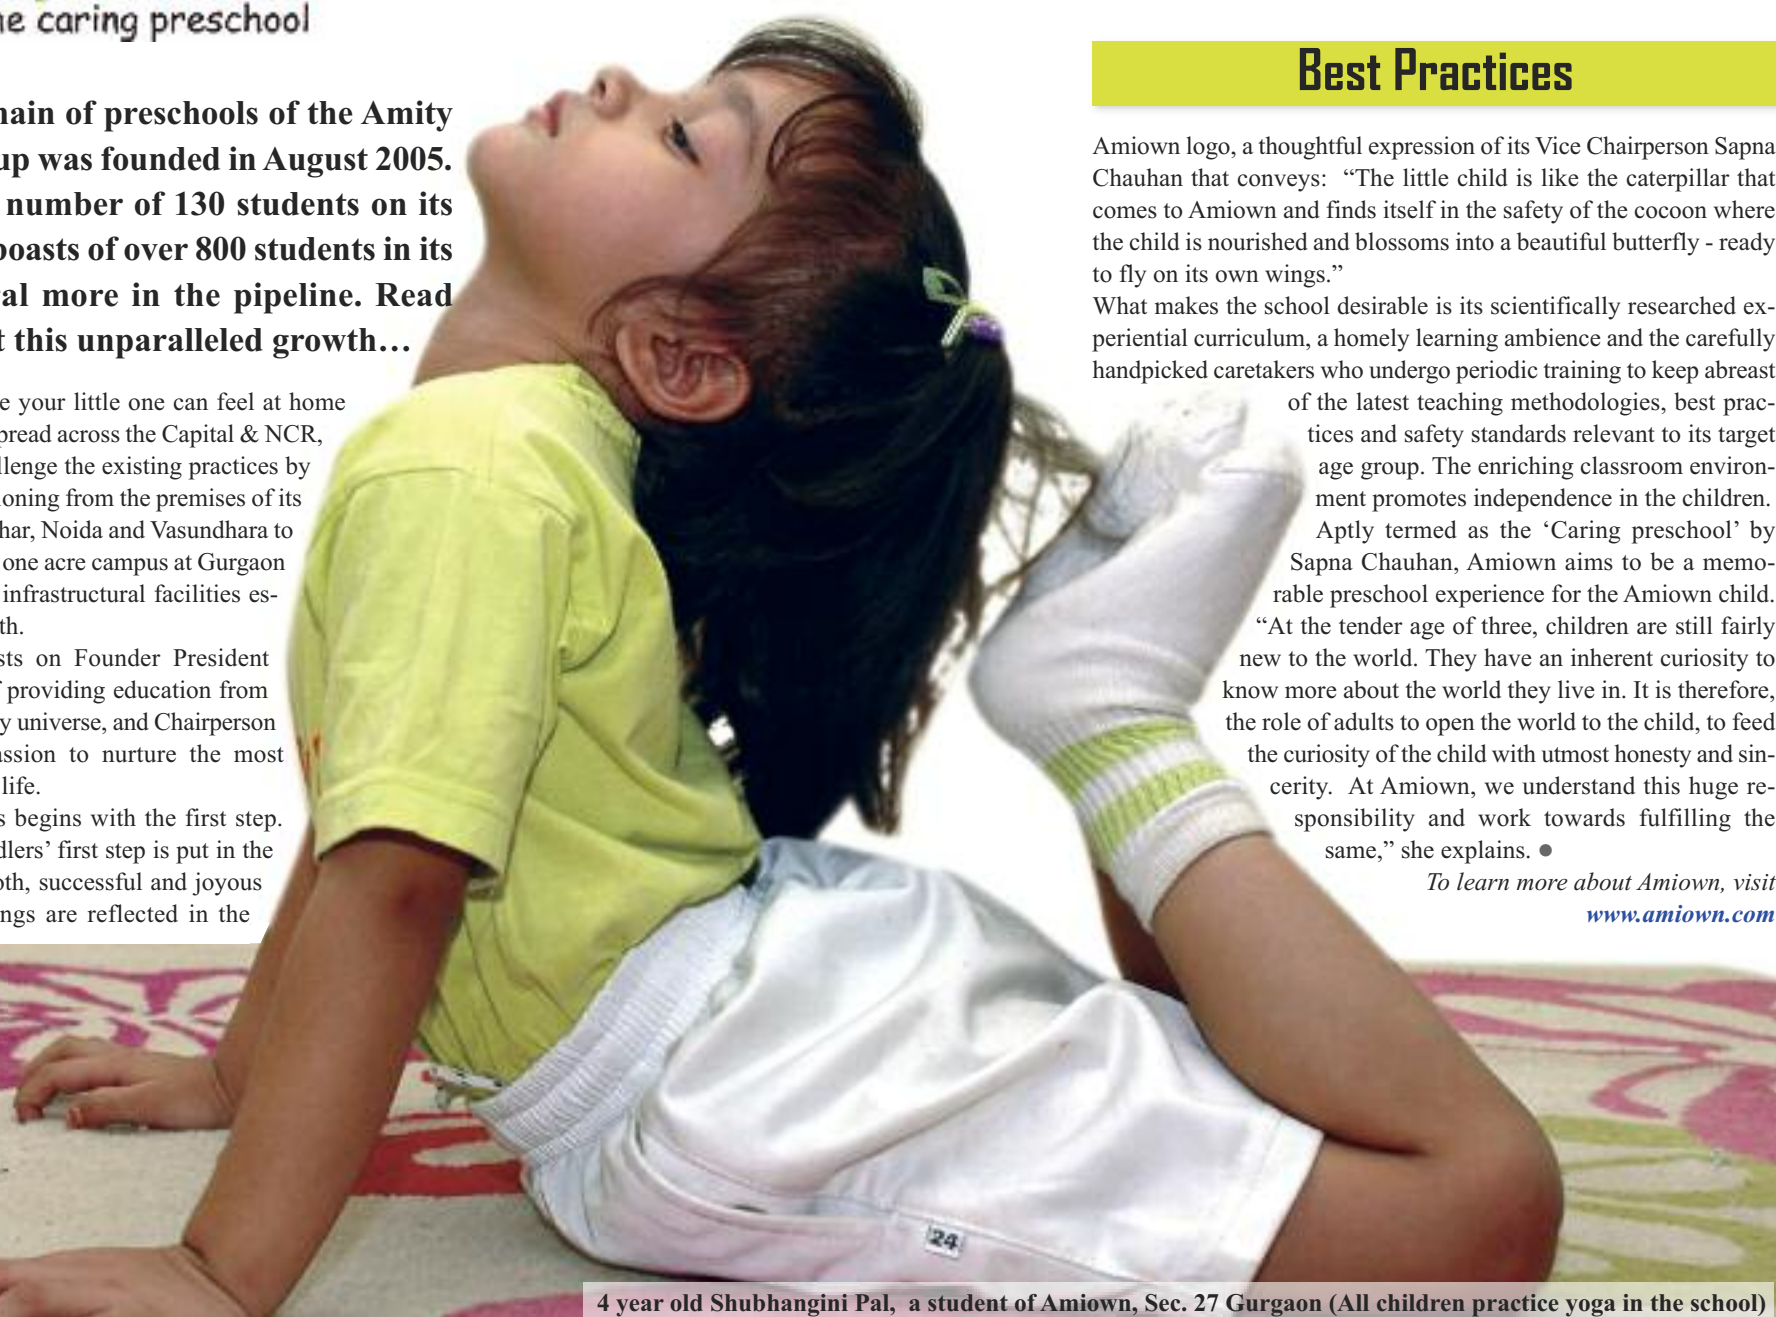 he caring preschool
hain of preschools of the Amity
up was founded in August 2005.
number of 130 students on its
boasts of over 800 students in its
ral more in the pipeline. Read
t this unparalleled growth…
e your little one can feel at home
pread across the Capital & NCR,
llenge the existing practices by
ioning from the premises of its
har, Noida and Vasundhara to
one acre campus at Gurgaon
infrastructural facilities es-
th.
sts on Founder President
f providing education from
y universe, and Chairperson
assion to nurture the most
life.
s begins with the first step.
dlers’ first step is put in the
oth, successful and joyous
ngs are reflected in the
Best Practices
Amiown logo, a thoughtful expression of its Vice Chairperson Sapna
Chauhan that conveys: “The little child is like the caterpillar that
comes to Amiown and finds itself in the safety of the cocoon where
the child is nourished and blossoms into a beautiful butterfly - ready
to fly on its own wings.”
What makes the school desirable is its scientifically researched ex-
periential curriculum, a homely learning ambience and the carefully
handpicked caretakers who undergo periodic training to keep abreast
of the latest teaching methodologies, best prac-
tices and safety standards relevant to its target
age group. The enriching classroom environ-
ment promotes independence in the children.
Aptly termed as the ‘Caring preschool’ by
Sapna Chauhan, Amiown aims to be a memo-
rable preschool experience for the Amiown child.
“At the tender age of three, children are still fairly
new to the world. They have an inherent curiosity to
know more about the world they live in. It is therefore,
the role of adults to open the world to the child, to feed
the curiosity of the child with utmost honesty and sin-
cerity. At Amiown, we understand this huge re-
sponsibility and work towards fulfilling the
same,” she explains. ●
To learn more about Amiown, visit
www.amiown.com
24
4 year old Shubhangini Pal, a student of Amiown, Sec. 27 Gurgaon (All children practice yoga in the school)